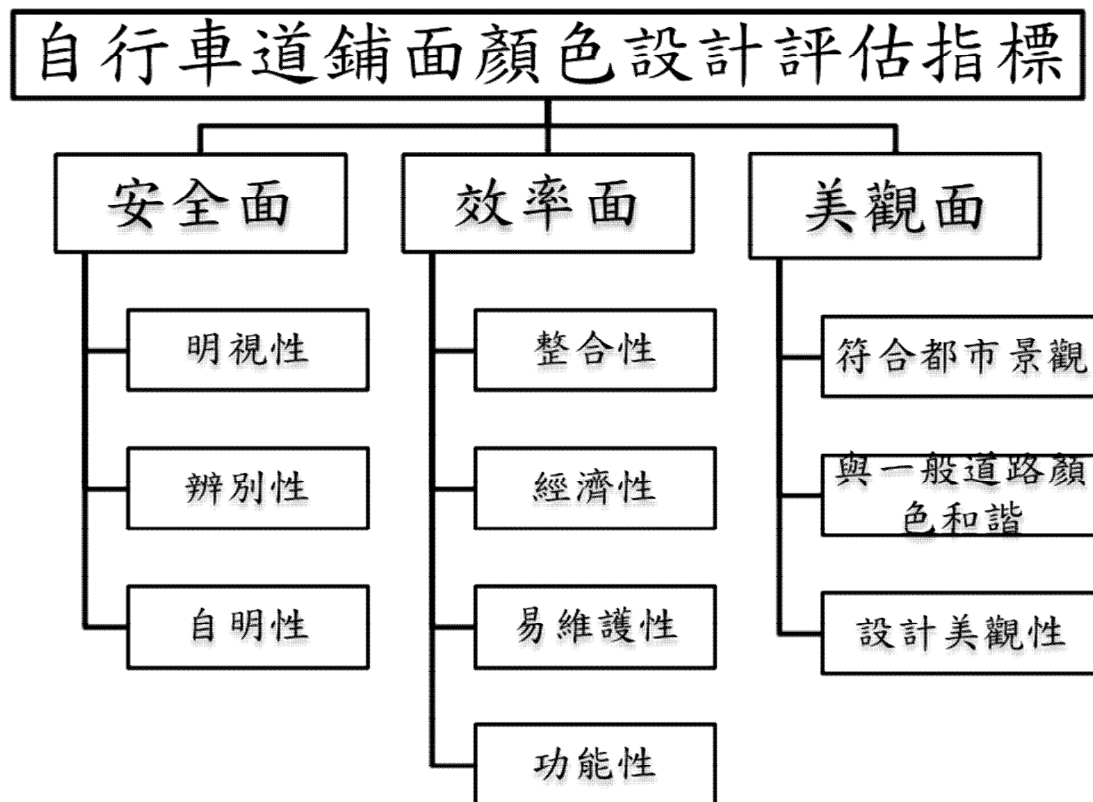 自行車道鋪面顏色設計評估指標
安全面
明視性
辨別性
自明性
效率面
整合性
經濟性
易維護性
功能性
美觀面
符合都市景觀
與一般道路顏
色和諧
設計美觀性